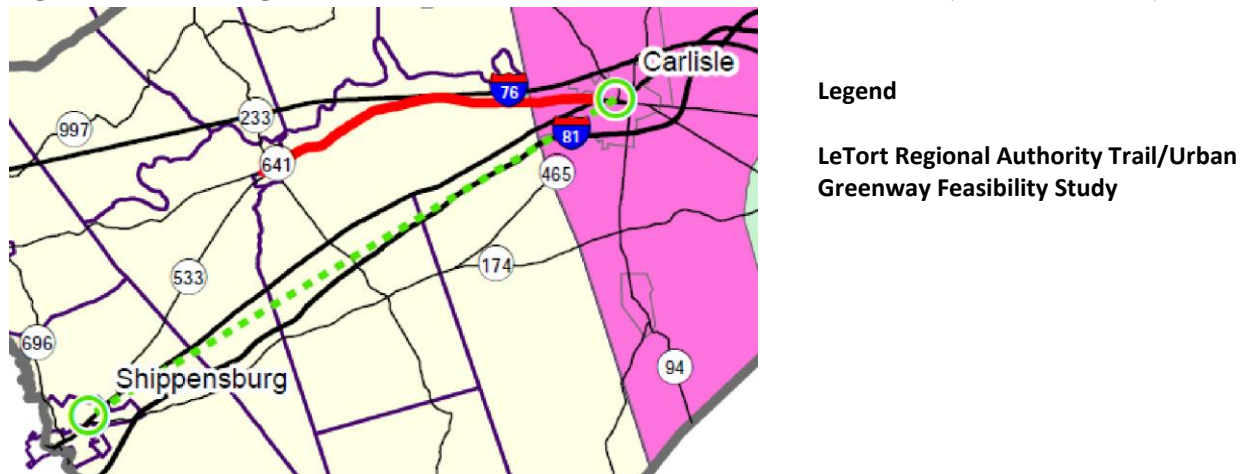 Carlisle
76
997
233
81
641
465
533
174
696
94
Shippensburg
Legend
LeTort Regional Authority Trail/Urban
Greenway Feasibility Study